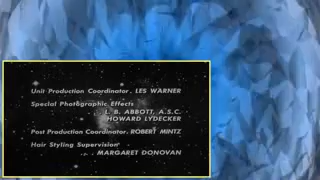 Unit Production Coordinator . LES WARNER
Special Photographic Effects
. . L. B. ABBOTT, A.S.C.
HOWARD LYDECKER
Post Production Coordinator . ROBERT MINTZ
Hair Styling Supervision
. . MARGARET DONOVAN